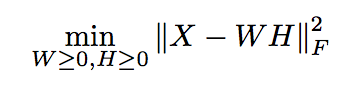 min_{W≥0,H≥0} ‖X − WH‖_F^2